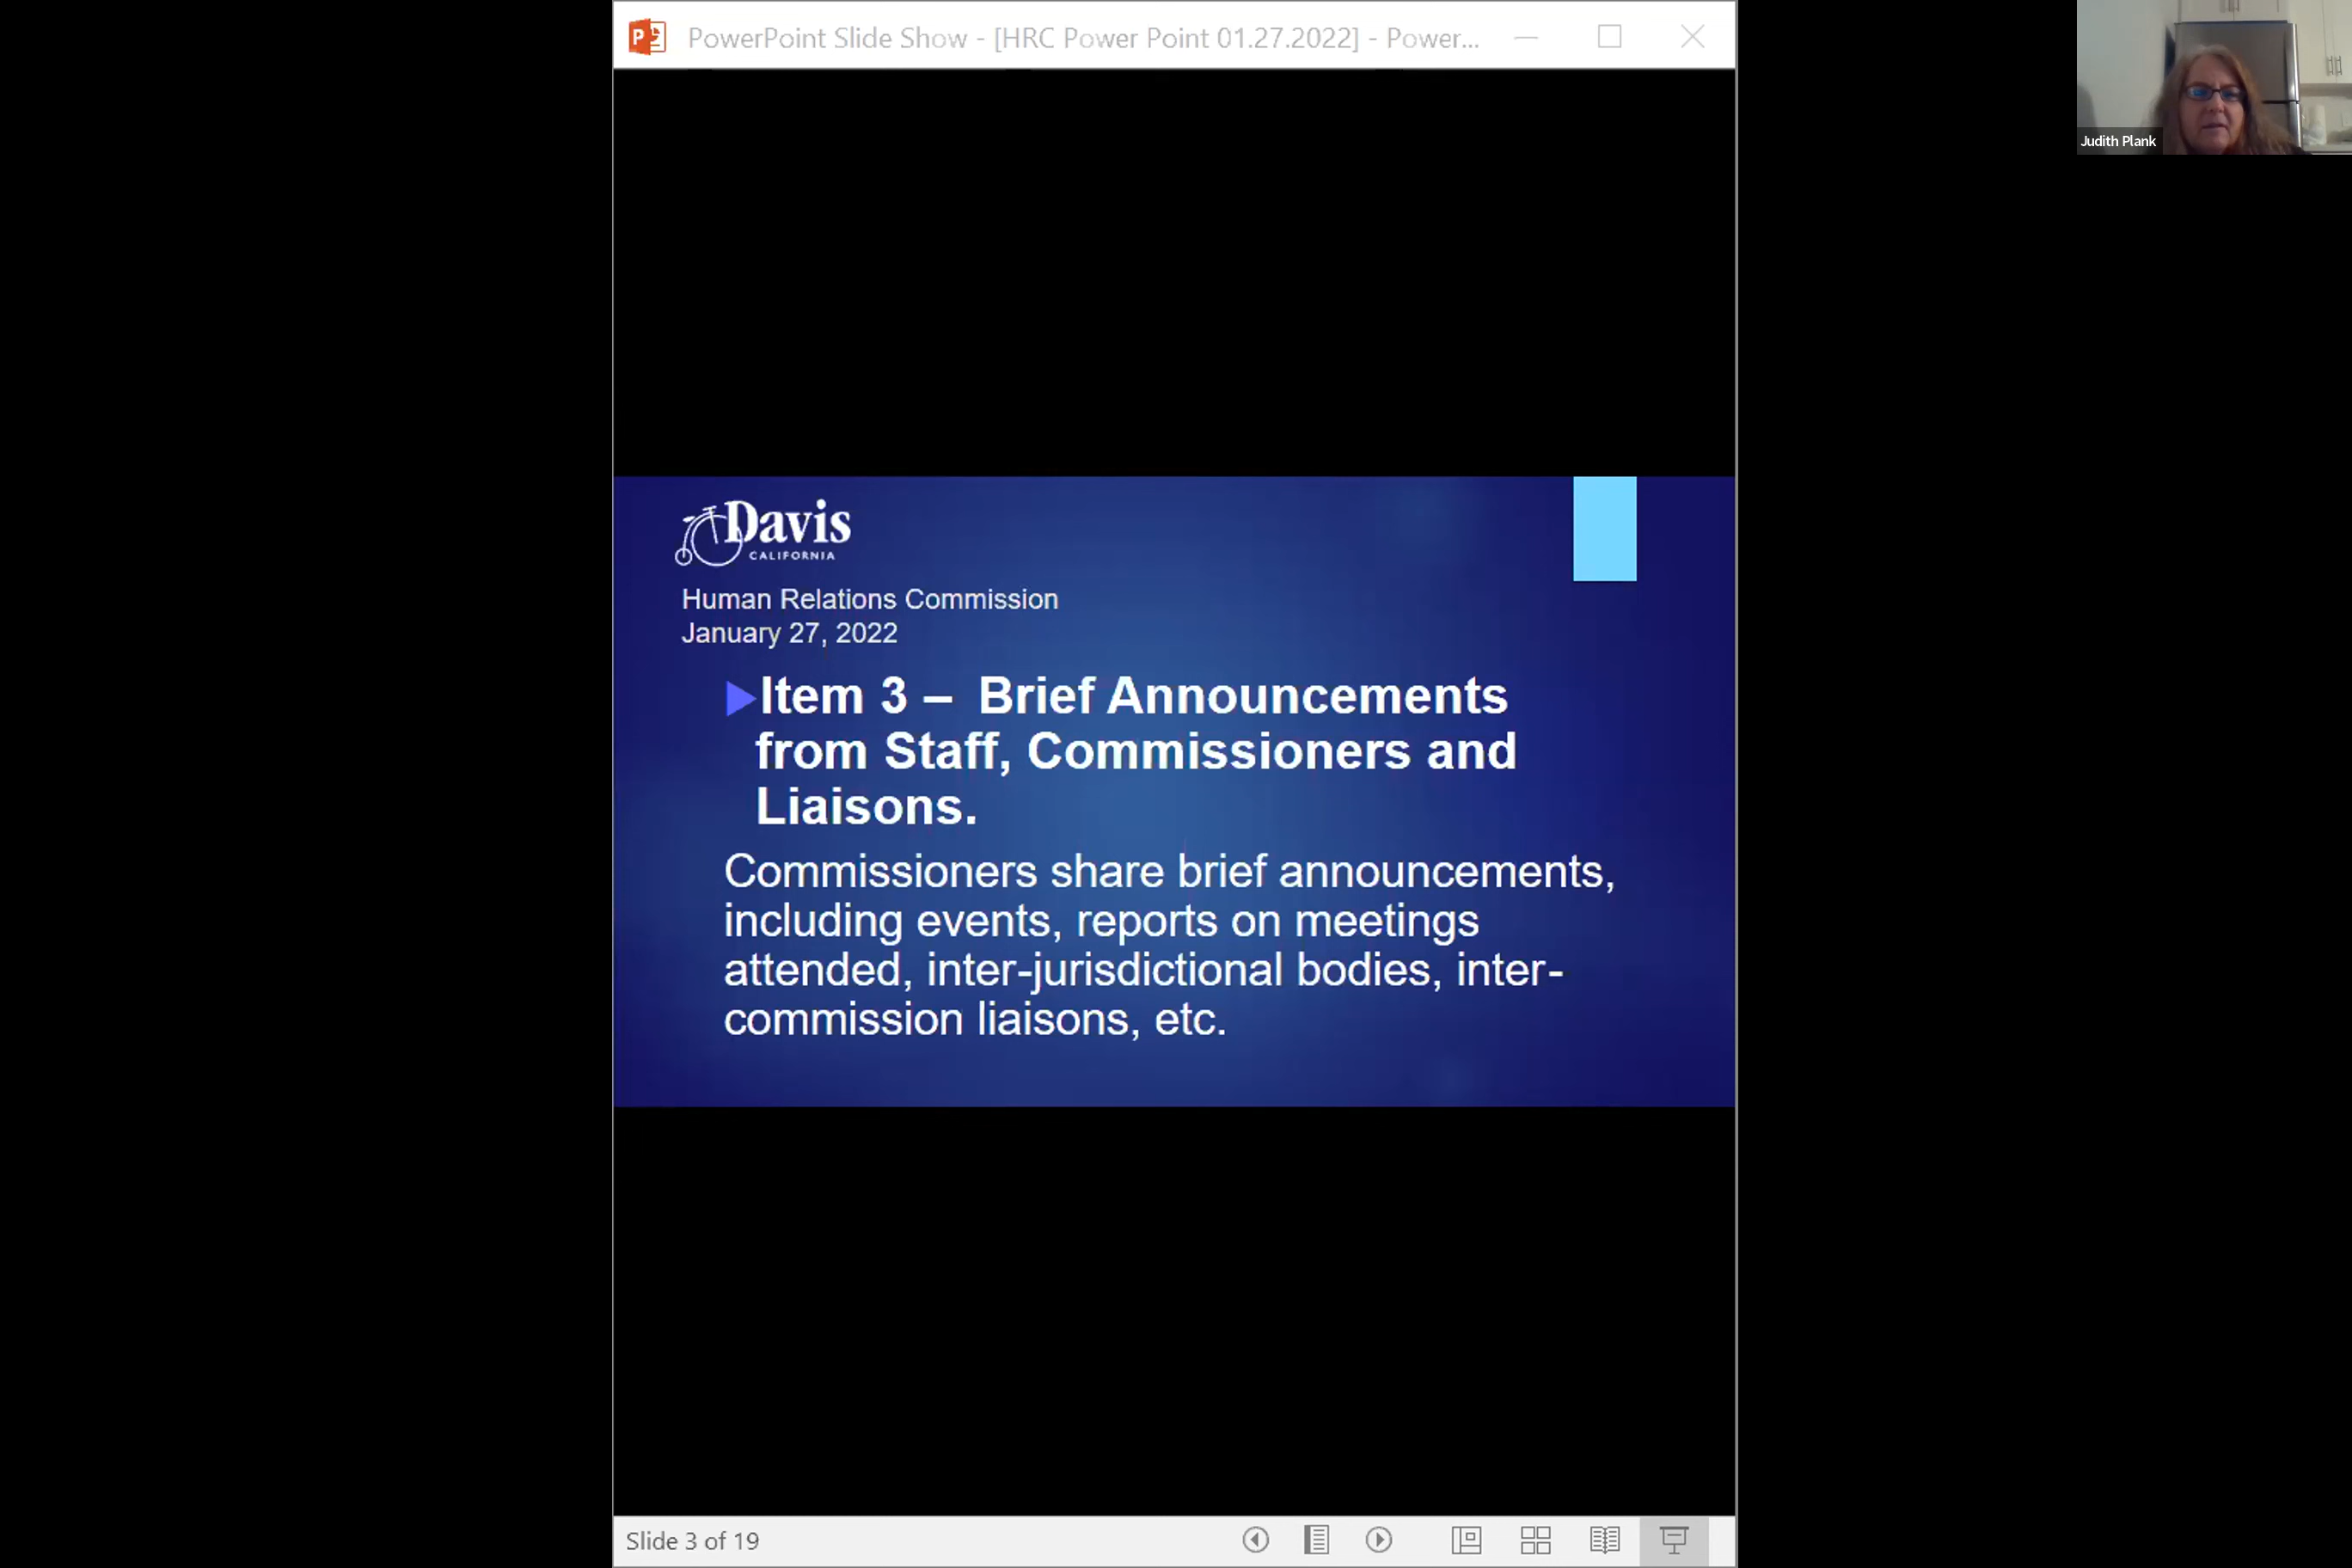 PowerPoint Slide Show - [HRC Power Point 01.27.2022] - Power...
Judith Plank
Davis
CALIFORNIA
Human Relations Commission
January 27, 2022
Item 3 – Brief Announcements
from Staff, Commissioners and
Liaisons.
Commissioners share brief announcements,
including events, reports on meetings
attended, inter-jurisdictional bodies, inter-
commission liaisons, etc.
Slide 3 of 19